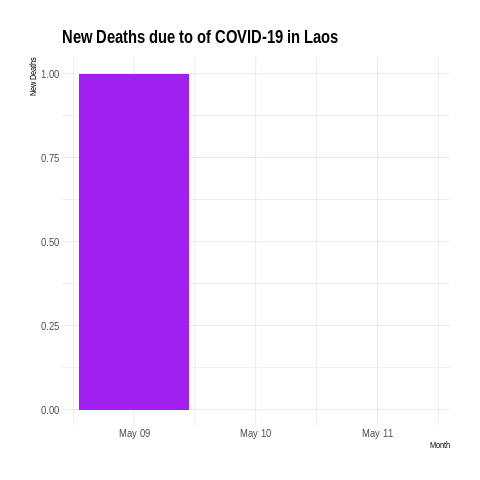 New Deaths due to of COVID-19 in Laos
New Deaths
1.00
0.75
0.50
0.25
0.00
May 09 May 10 May 11
Month